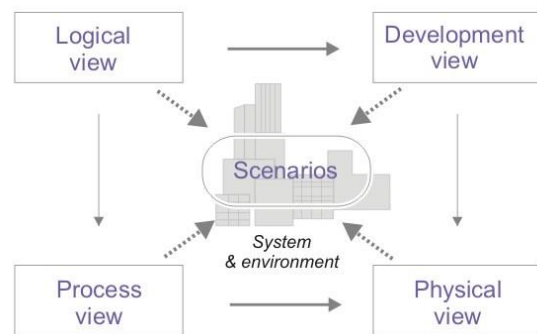 Logical
view
Development
view
Scenarios
System
& environment
Process
view
Physical
view